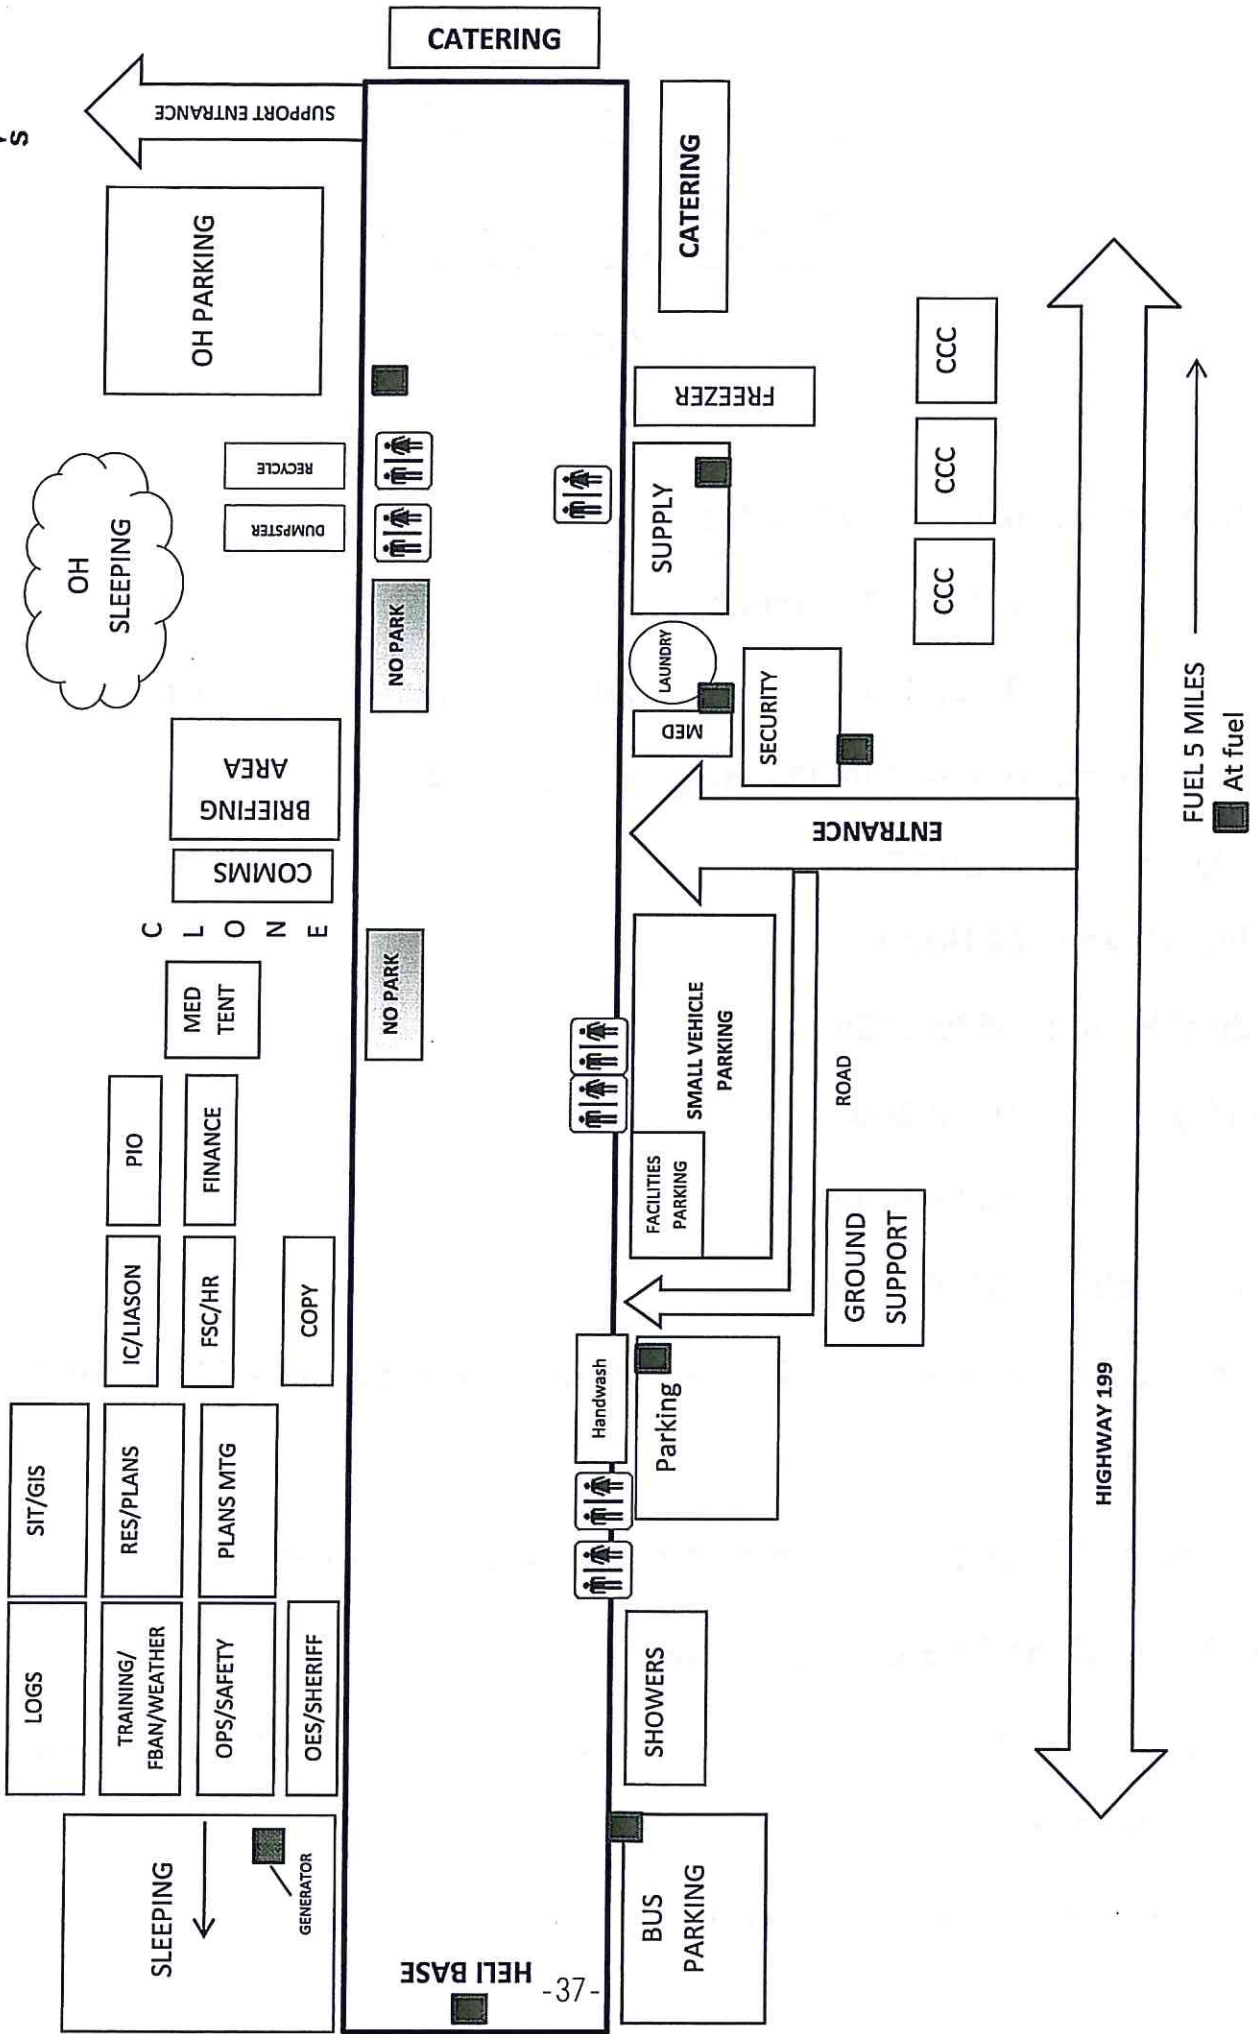 S
CATERING
SUPPORT ENTRANCE
OH PARKING
CATERING
RECYCLE
DUMPSTER
OH
SLEEPING
FREEZER
SUPPLY
CCC
CCC
CCC
NO PARK
LAUNDRY
MED
SECURITY
BRIEFING
AREA
COMMS
C L O N E
ENTRANCE
FUEL 5 MILES
At fuel
MED
TENT
NO PARK
SMALL VEHICLE
PARKING
ROAD
PIO
FINANCE
FACILITIES
PARKING
IC/LIASON
FSC/HR
COPY
GROUND
SUPPORT
Handwash
Parking
HIGHWAY 199
SIT/GIS
RES/PLANS
PLANS MTG
LOGS
TRAINING/
FBAN/WEATHER
OPS/SAFETY
OES/SHERIFF
SHOWERS
SLEEPING
GENERATOR
BUS
PARKING
HELI BASE
-37-